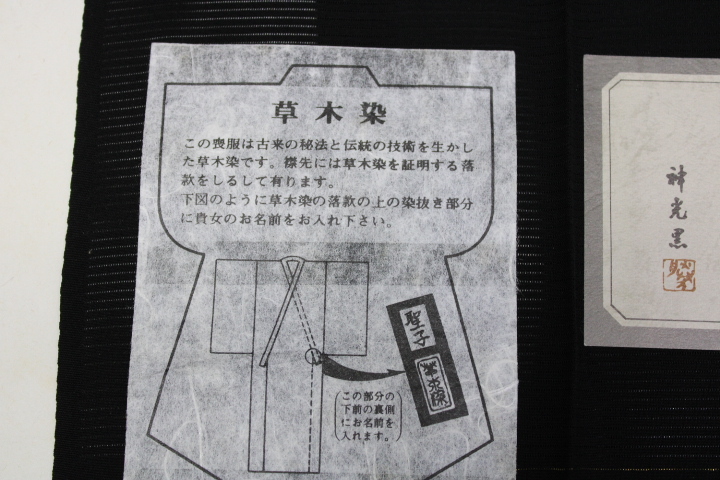 草木染
この喪服は古来の秘法と伝統の技術を生かし
た草木染です。襟先には草木染を証明する落
款をしるして有ります。
下図のように草木染の落款の上の染抜き部分
に貴女のお名前をお入れ下さい。
聖子
草木染
この部分の
下前の裏側
にお名前を
入れます。
神光黒